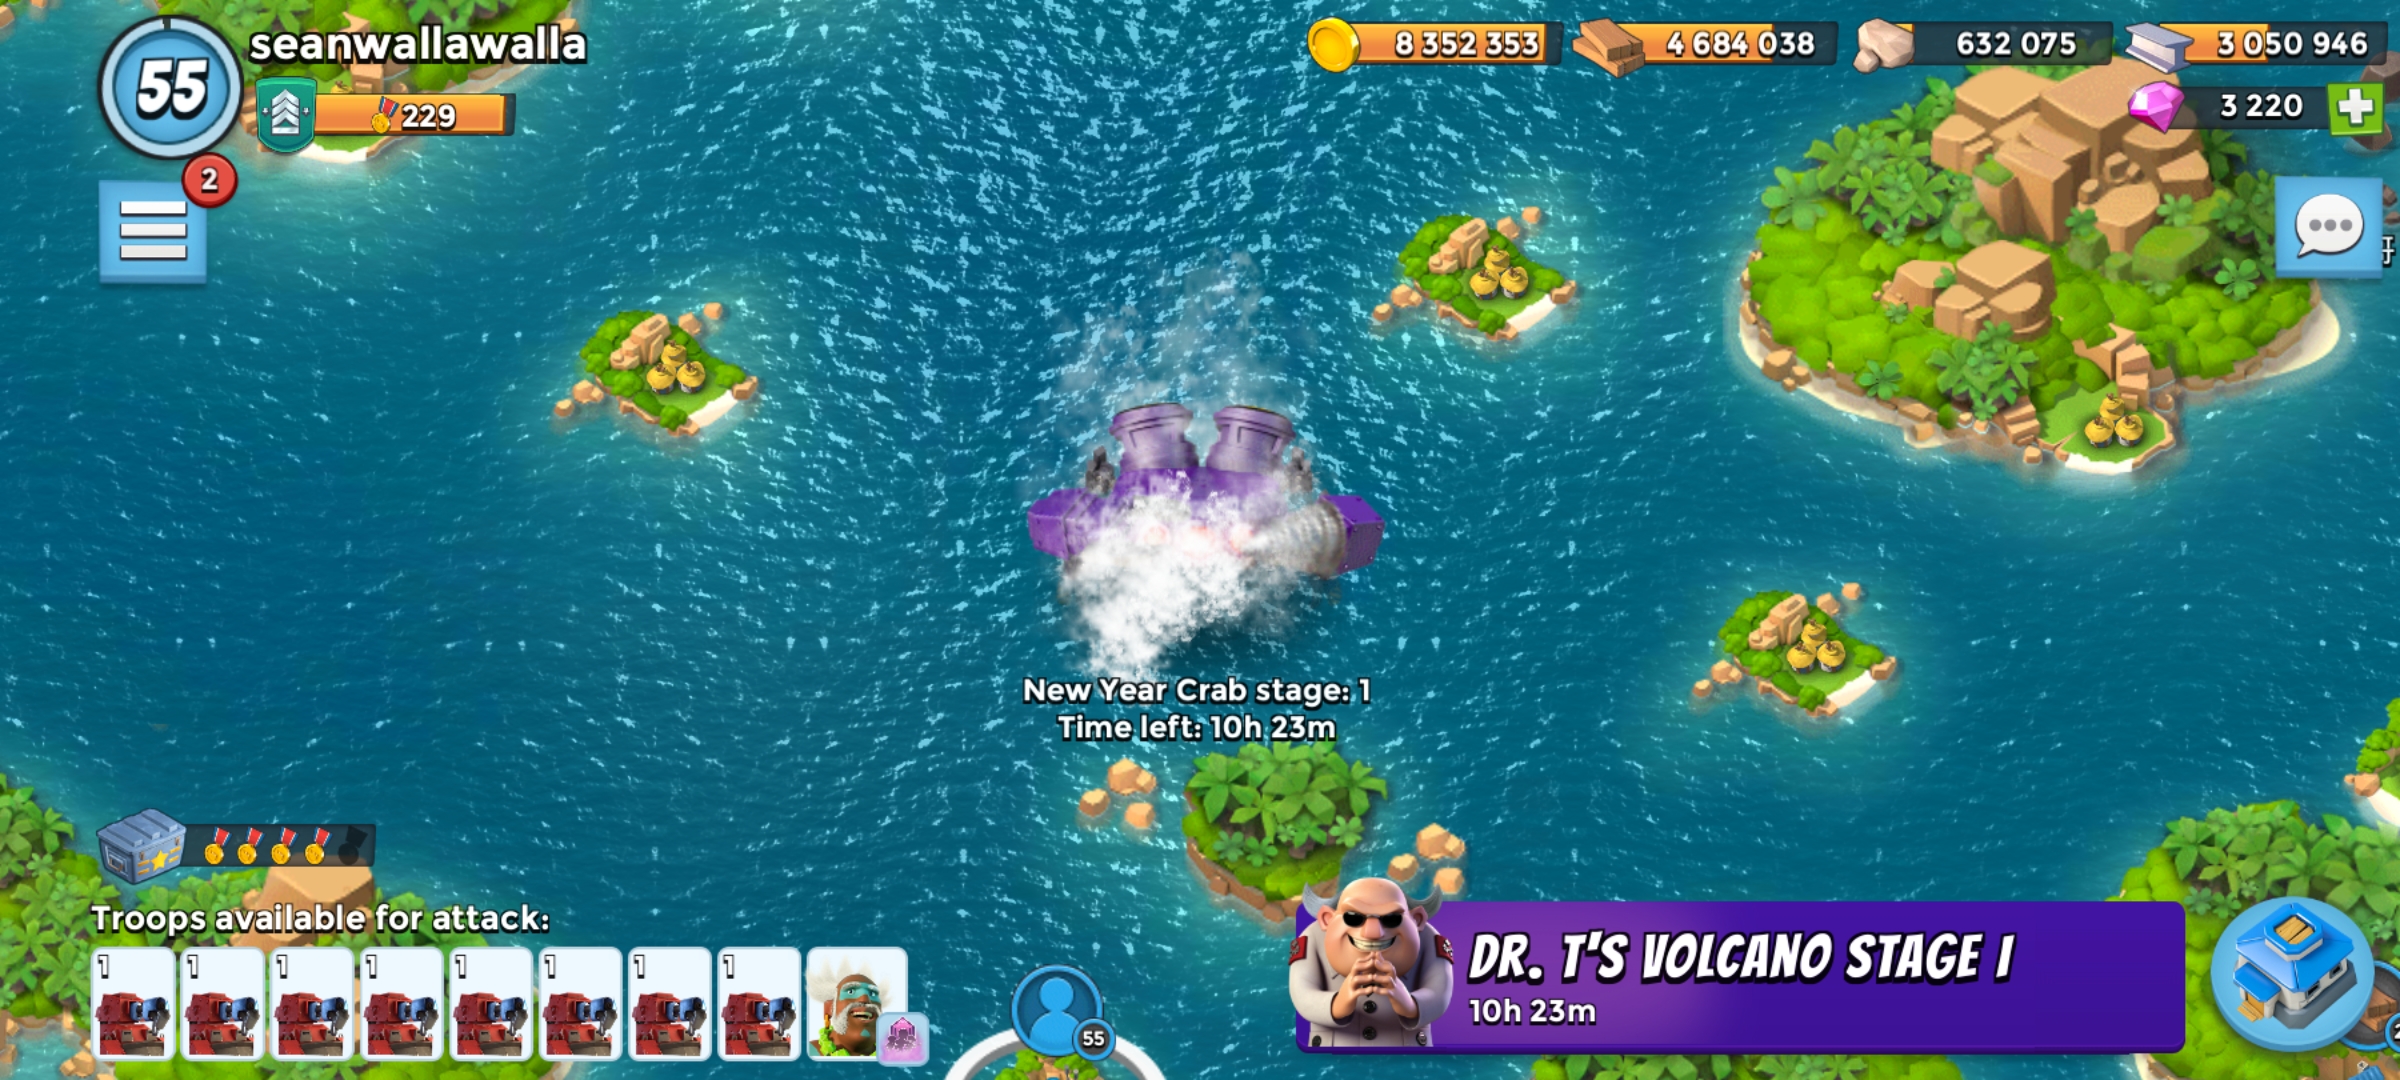 55
seanwallawalla
229
2
8 352 353
4 684 038
632 075
3 050 946
3 220
New Year Crab stage: 1
Time left: 10h 23m
Troops available for attack:
1 1 1 1 1 1 1 1
55
DR. T'S VOLCANO STAGE I
10h 23m